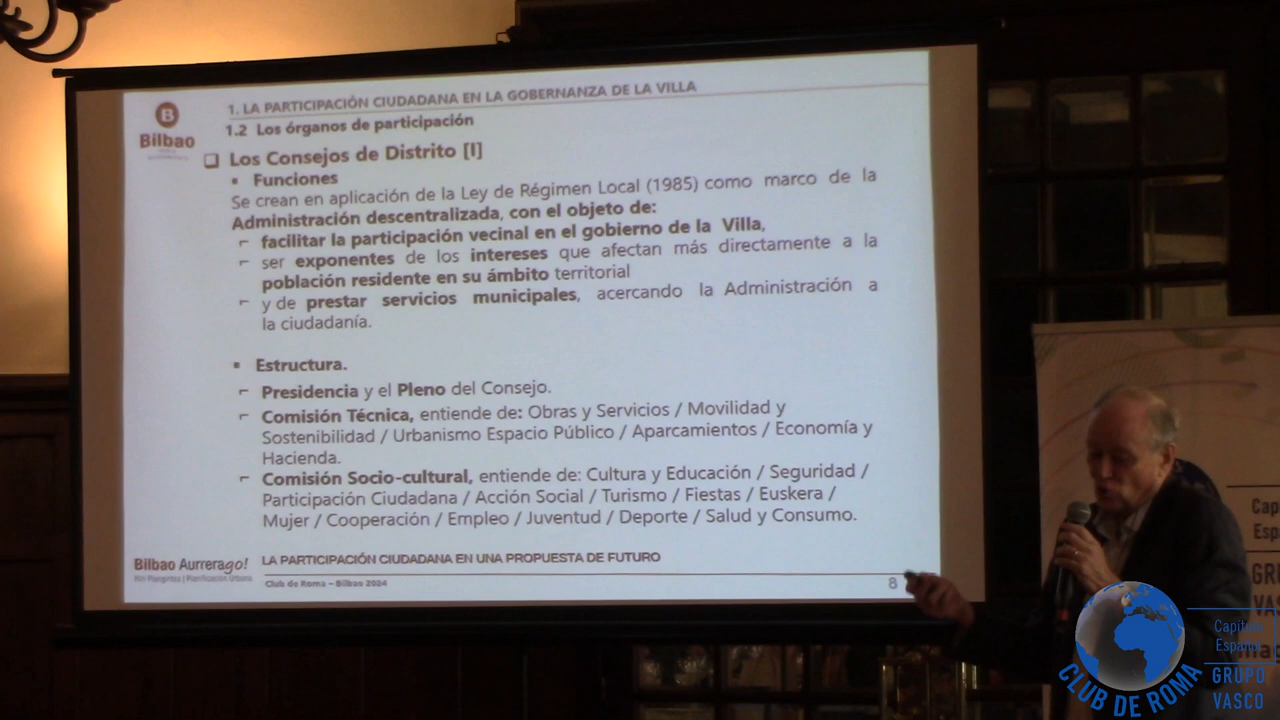 B
Bilbao
1. LA PARTICIPACIÓN CIUDADANA EN LA GOBERNANZA DE LA VILLA
1.2 Los órganos de participación
Los Consejos de Distrito [I]
Funciones
Se crean en aplicación de la Ley de Régimen Local (1985) como marco de la
Administración descentralizada, con el objeto de:
facilitar la participación vecinal en el gobierno de la Villa,
ser exponentes de los intereses que afectan más directamente a la
población residente en su ámbito territorial
y de prestar servicios municipales, acercando la Administración a
la ciudadanía.
Estructura.
Presidencia y el Pleno del Consejo.
Comisión Técnica, entiende de: Obras y Servicios / Movilidad y
Sostenibilidad / Urbanismo Espacio Público / Aparcamientos / Economía y
Hacienda.
Comisión Socio-cultural, entiende de: Cultura y Educación / Seguridad /
Participación Ciudadana / Acción Social / Turismo / Fiestas / Euskera /
Mujer / Cooperación / Empleo / Juventud / Deporte / Salud y Consumo.
Bilbao Aurrerago!
LA PARTICIPACIÓN CIUDADANA EN UNA PROPUESTA DE FUTURO
Club de Roma – Bilbao 2024
8
Cap
Esp
GR
VA
CLUB DE ROMA
Capítulo
Español
GRUPO
VASCO